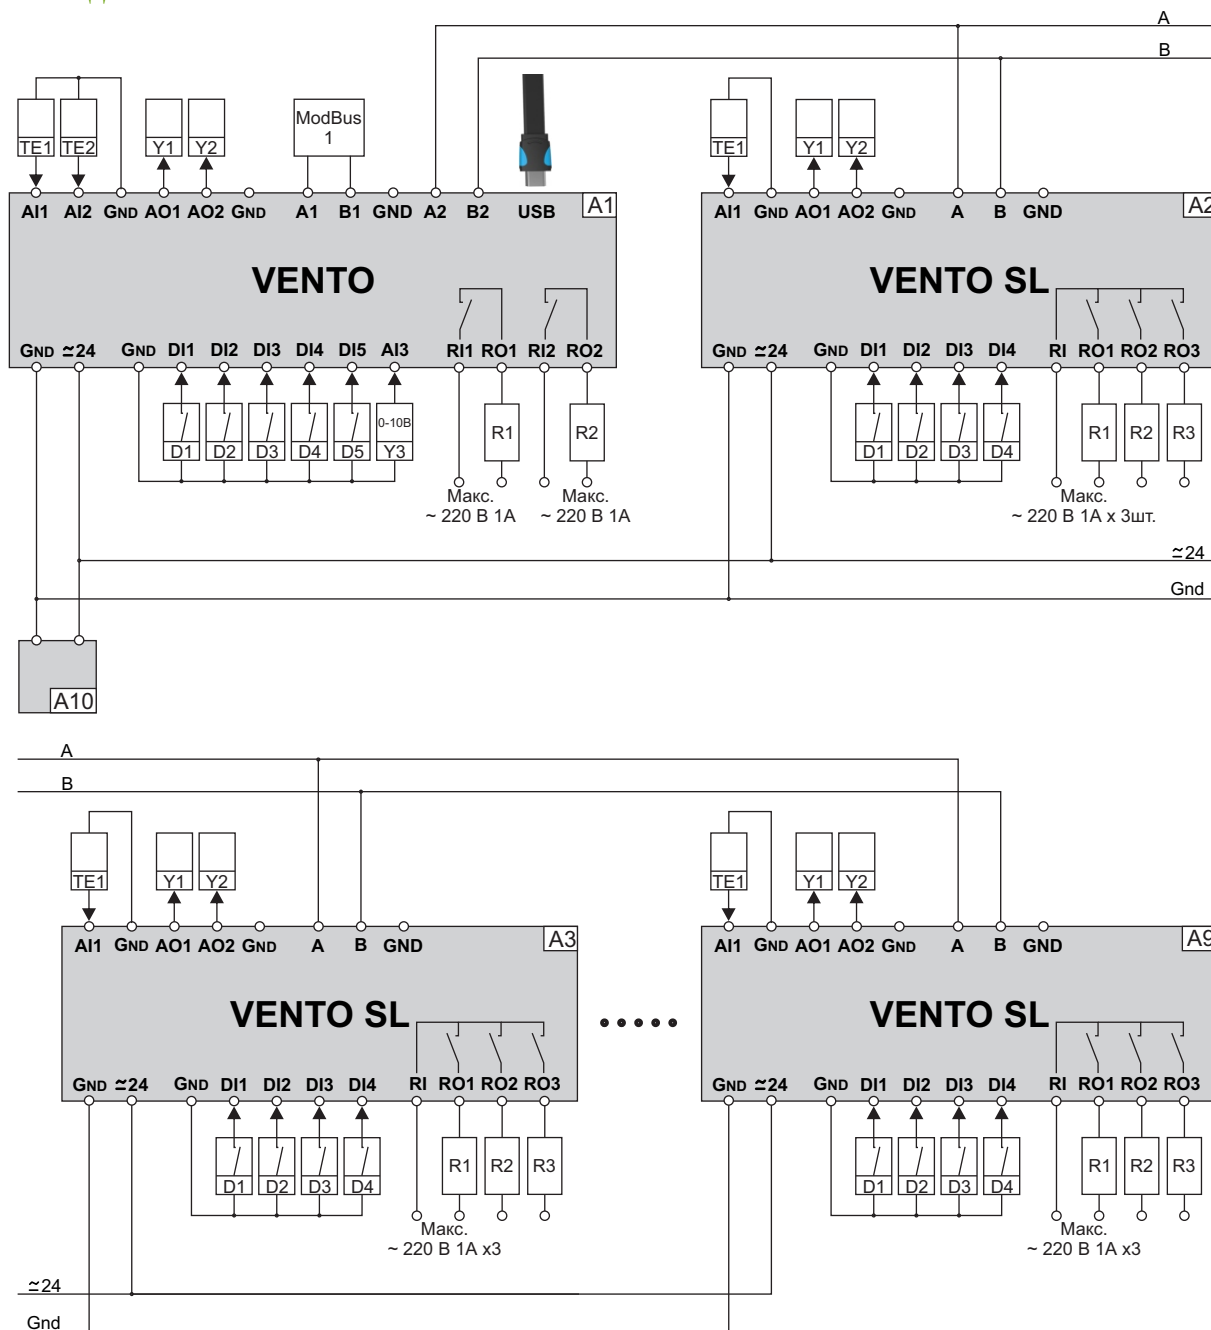 A
B
ModBus
1
TE1 TE2 Y1 Y2 TE1 Y1 Y2
AI1 AI2 GND AO1 AO2 GND A1 B1 GND A2 B2 USB A1 AI1 GND AO1 AO2 GND A B GND A2
VENTO VENTO SL
GND ≃24 GND DI1 DI2 DI3 DI4 DI5 AI3 RI1 RO1 RI2 RO2 GND ≃24 GND DI1 DI2 DI3 DI4 RI RO1 RO2 RO3
0-10В
R1 R2 R1 R2 R3
D1 D2 D3 D4 D5 Y3 D1 D2 D3 D4
Макс. Макс. Макс.
~ 220 В 1А ~ 220 В 1А ~ 220 В 1А х 3шт.
≃24
Gnd
A10
A
B
TE1 Y1 Y2 TE1 Y1 Y2
AI1 GND AO1 AO2 GND A B GND A3 AI1 GND AO1 AO2 GND A B GND A9
VENTO SL VENTO SL
GND ≃24 GND DI1 DI2 DI3 DI4 RI RO1 RO2 RO3 GND ≃24 GND DI1 DI2 DI3 DI4 RI RO1 RO2 RO3
R1 R2 R3 R1 R2 R3
D1 D2 D3 D4 D1 D2 D3 D4
Макс. Макс.
~ 220 В 1А х3 ~ 220 В 1А х3
≃24
Gnd